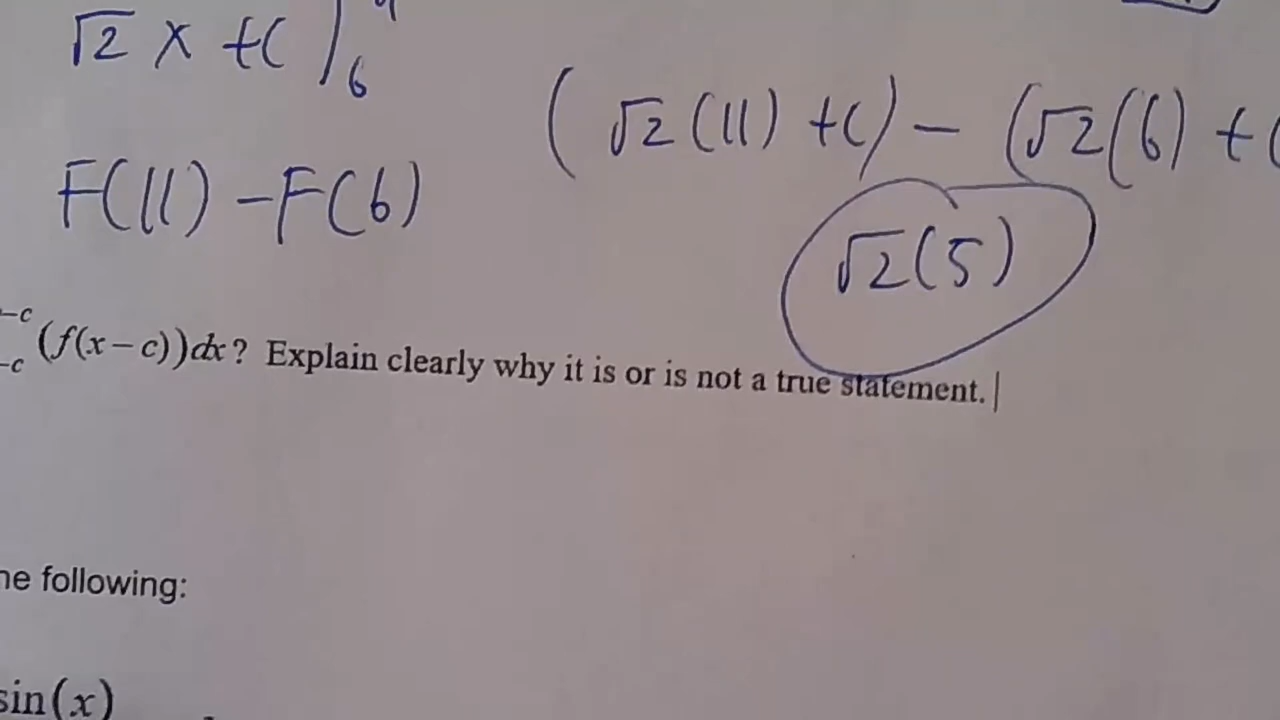 √2 x +C |₆
(√2(11) +C) − (√2(6) +
F(11) − F(6)
√2(5)
−c
−c (f(x − c))dx? Explain clearly why it is or is not a true statement.
he following:
sin(x)